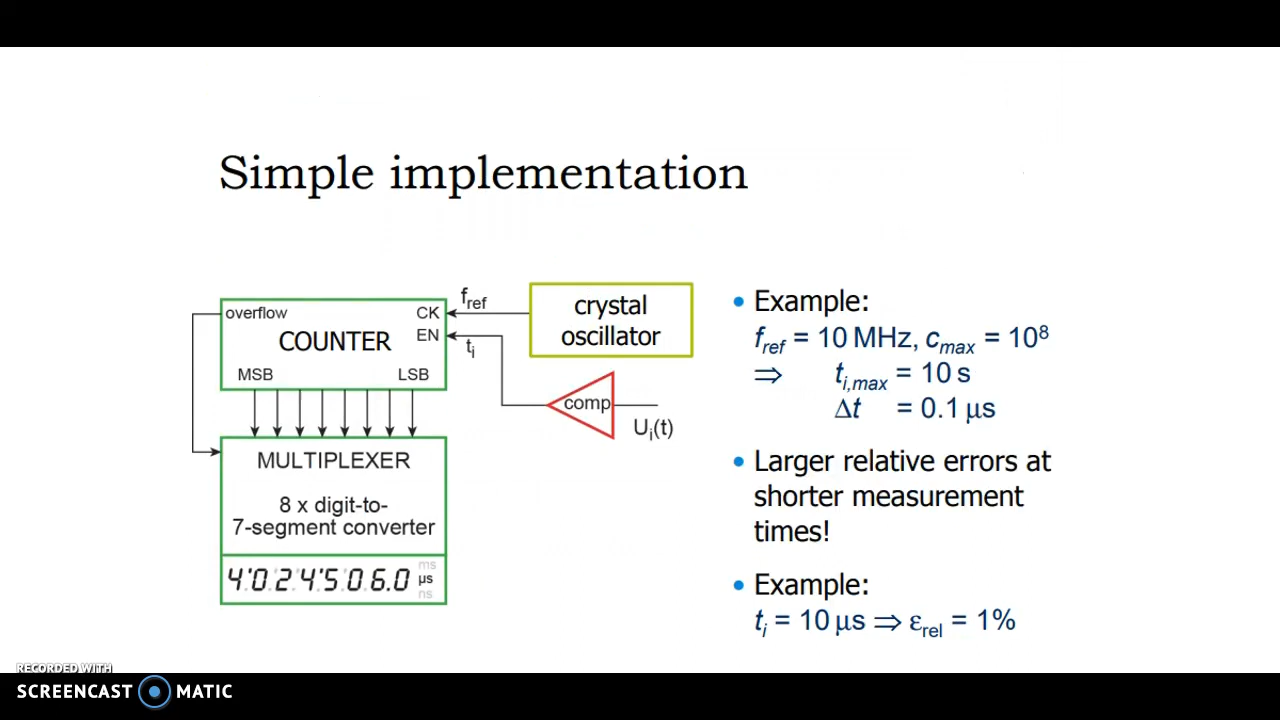 Simple implementation
overflow
CK
COUNTER
EN
MSB
LSB
f_ref
t_i
crystal
oscillator
comp
U_i(t)
MULTIPLEXER
8 x digit-to-
7-segment converter
4'0.2.4'5.0.6.0
ms
µs
ns
• Example:
f_ref = 10 MHz, c_max = 10⁸
⇒ t_i,max = 10 s
Δt = 0.1 µs
• Larger relative errors at
shorter measurement
times!
• Example:
t_i = 10 µs ⇒ ε_rel = 1%
RECORDED WITH
SCREENCAST MATIC